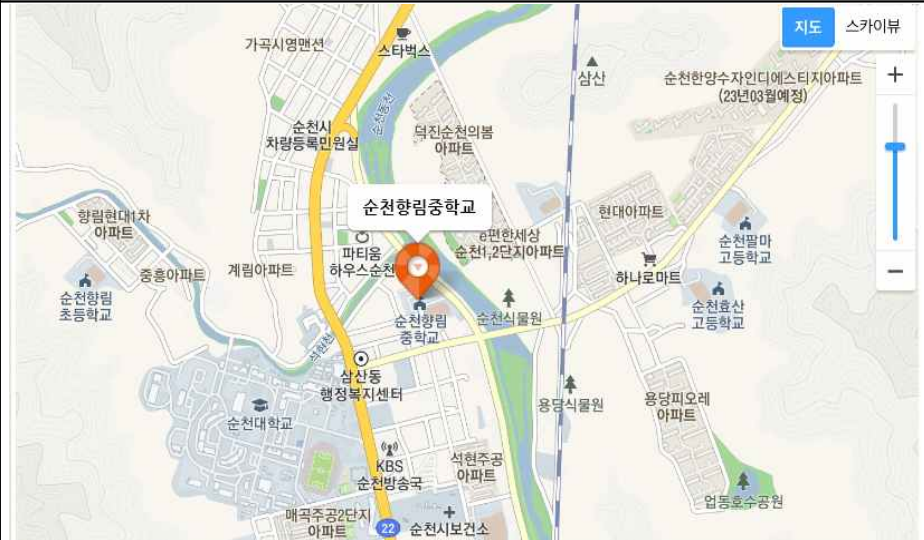 지도
스카이뷰
가곡시영맨션
스타벅스
삼산
순천한양수자인디에스티지아파트
(23년03월예정)
순천동천
순천시
차량등록민원실
덕진순천의봄
아파트
순천향림중학교
향림현대1차
아파트
현대아파트
e편한세상
순천1,2단지아파트
순천팔마
고등학교
파티움
하우스순천
중흥아파트
계림아파트
하나로마트
순천향림
초등학교
순천향림
중학교
순천식물원
순천효산
고등학교
석현천
삼산동
행정복지센터
순천대학교
용당식물원
용당피오레
아파트
KBS
순천방송국
석현주공
아파트
업동호수공원
매곡주공2단지
아파트
22
순천시보건소